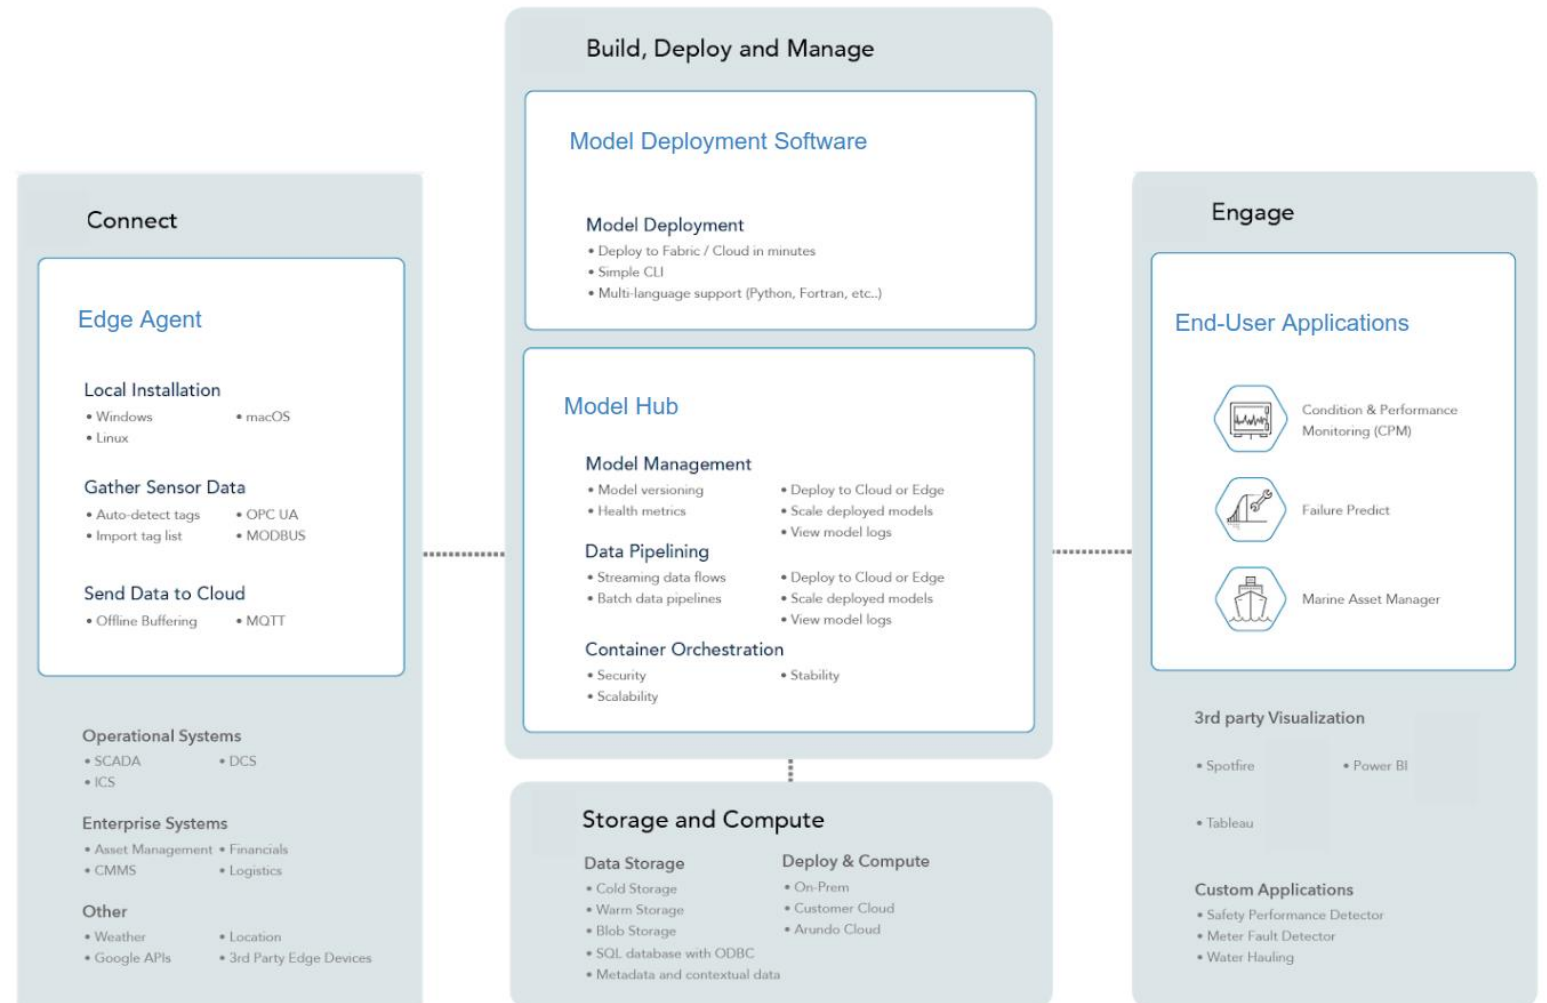 Build, Deploy and Manage
Model Deployment Software
Model Deployment
• Deploy to Fabric / Cloud in minutes
• Simple CLI
• Multi-language support (Python, Fortran, etc..)
Model Hub
Model Management
• Model versioning
• Health metrics
• Deploy to Cloud or Edge
• Scale deployed models
• View model logs
Data Pipelining
• Streaming data flows
• Batch data pipelines
• Deploy to Cloud or Edge
• Scale deployed models
• View model logs
Container Orchestration
• Security
• Scalability
• Stability
Connect
Edge Agent
Local Installation
• Windows
• Linux
• macOS
Gather Sensor Data
• Auto-detect tags
• Import tag list
• OPC UA
• MODBUS
Send Data to Cloud
• Offline Buffering
• MQTT
Operational Systems
• SCADA
• ICS
• DCS
Enterprise Systems
• Asset Management
• CMMS
• Financials
• Logistics
Other
• Weather
• Google APIs
• Location
• 3rd Party Edge Devices
Storage and Compute
Data Storage
• Cold Storage
• Warm Storage
• Blob Storage
• SQL database with ODBC
• Metadata and contextual data
Deploy & Compute
• On-Prem
• Customer Cloud
• Arundo Cloud
Engage
End-User Applications
Condition & Performance
Monitoring (CPM)
Failure Predict
Marine Asset Manager
3rd party Visualization
• Spotfire
• Power BI
• Tableau
Custom Applications
• Safety Performance Detector
• Meter Fault Detector
• Water Hauling